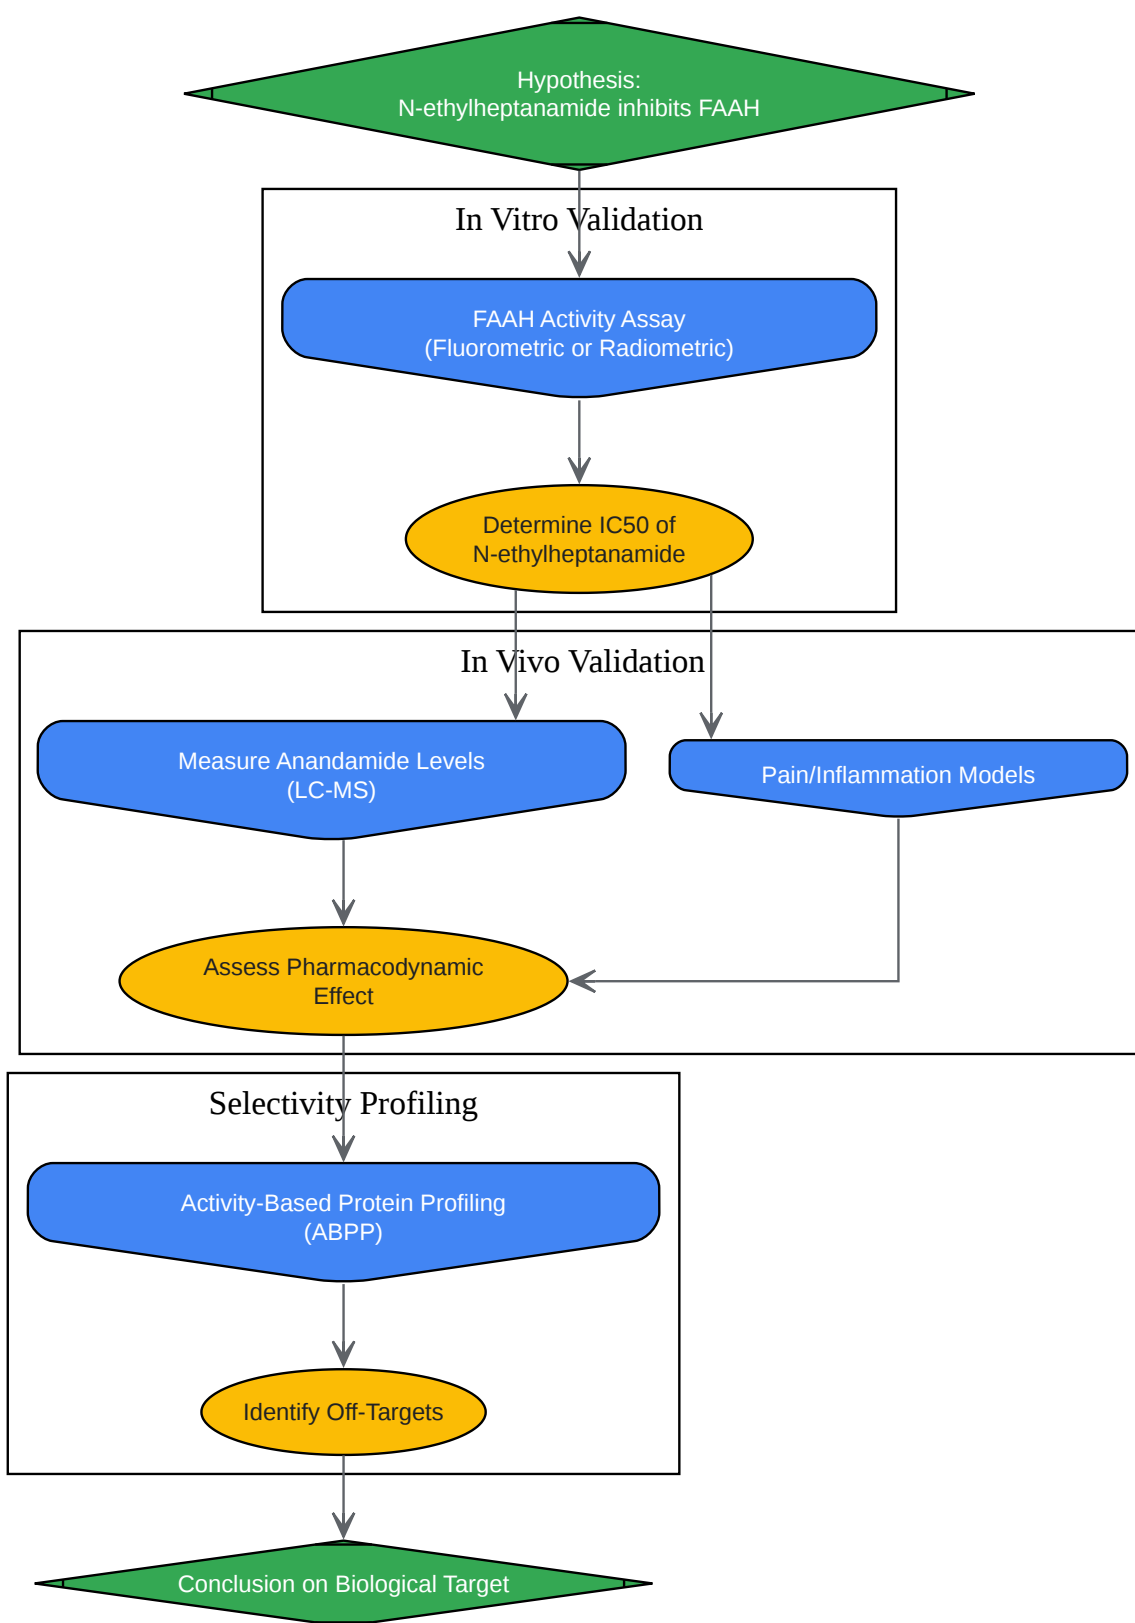 Hypothesis:
N-ethylheptanamide inhibits FAAH
In Vitro Validation
FAAH Activity Assay
(Fluorometric or Radiometric)
Determine IC50 of
N-ethylheptanamide
In Vivo Validation
Measure Anandamide Levels
(LC-MS)
Pain/Inflammation Models
Assess Pharmacodynamic
Effect
Selectivity Profiling
Activity-Based Protein Profiling
(ABPP)
Identify Off-Targets
Conclusion on Biological Target